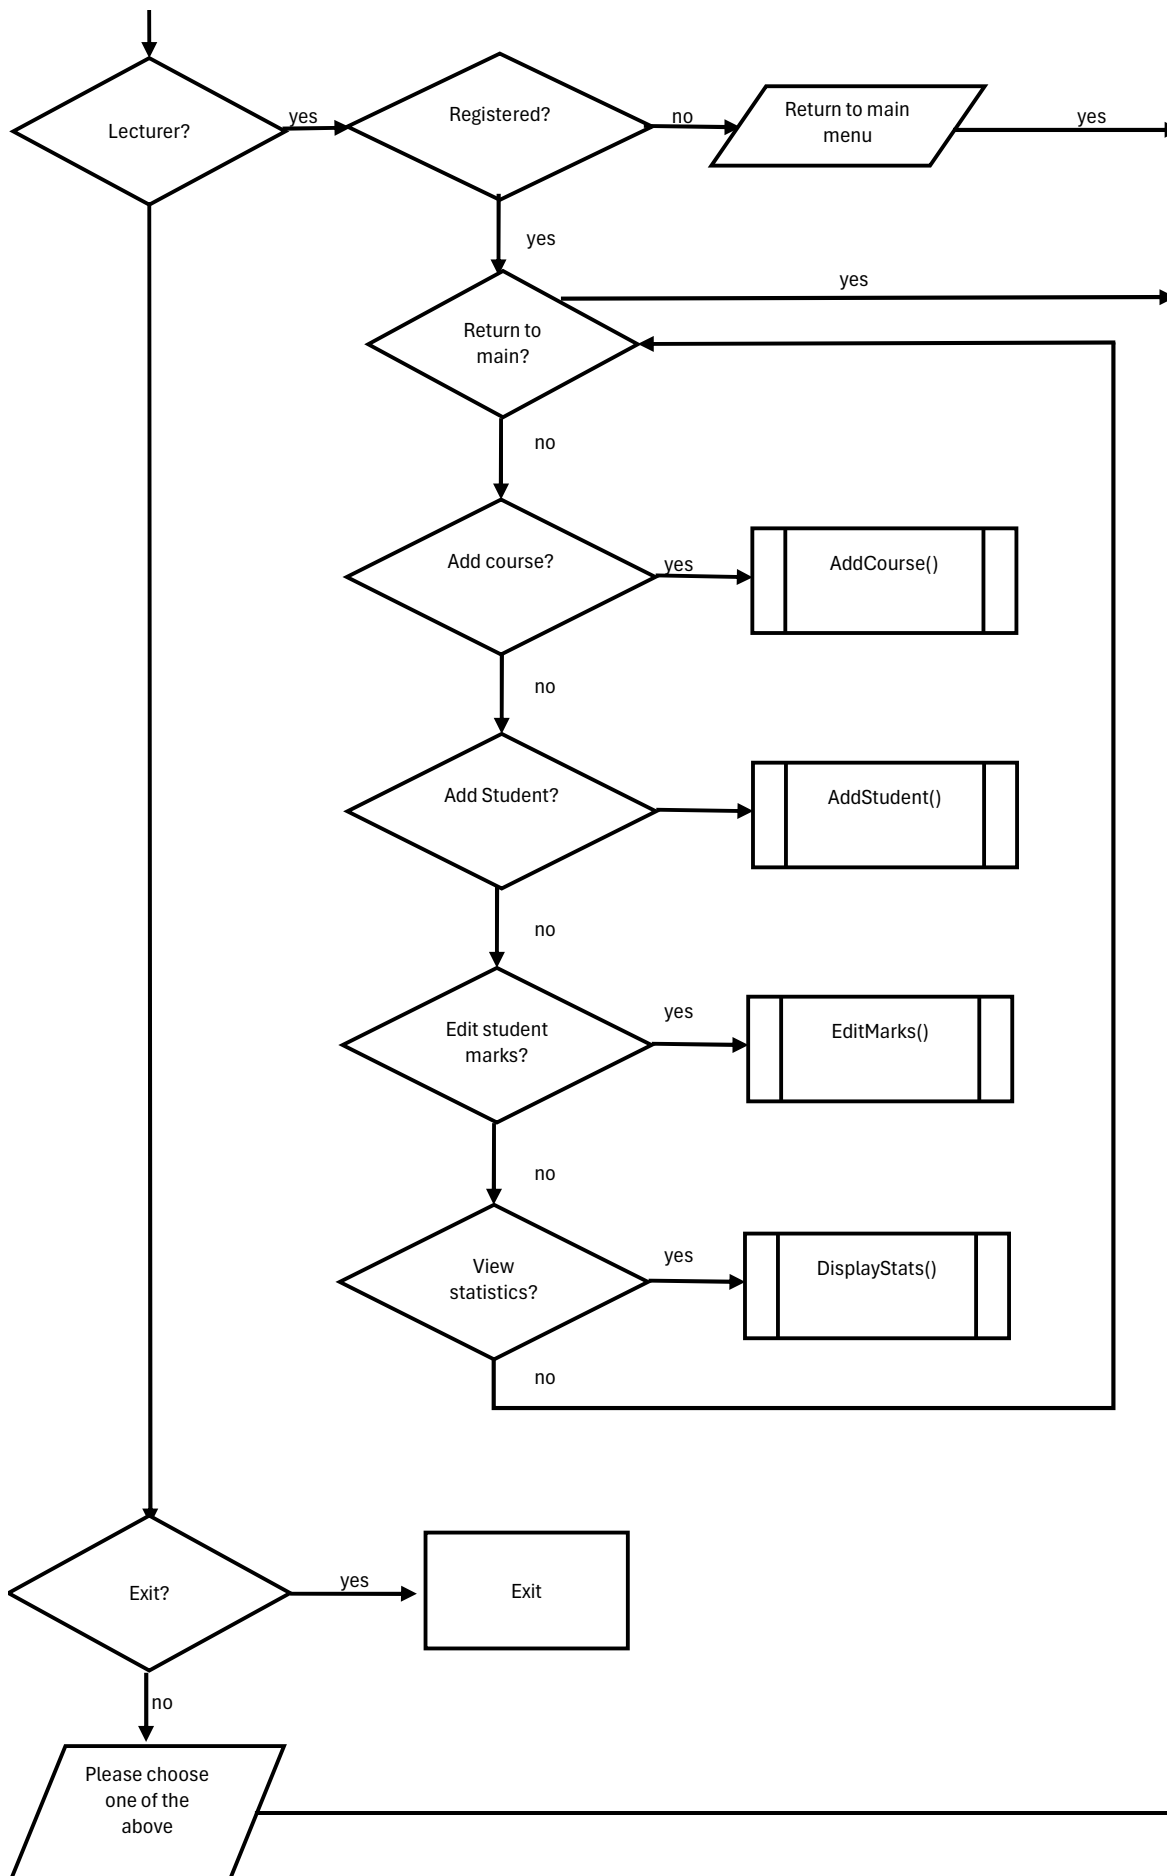 Lecturer?
yes
Registered?
no
Return to main
menu
yes
yes
yes
Return to
main?
no
Add course?
yes
AddCourse()
no
Add Student?
AddStudent()
no
Edit student
marks?
yes
EditMarks()
no
View
statistics?
yes
DisplayStats()
no
Exit?
yes
Exit
no
Please choose
one of the
above